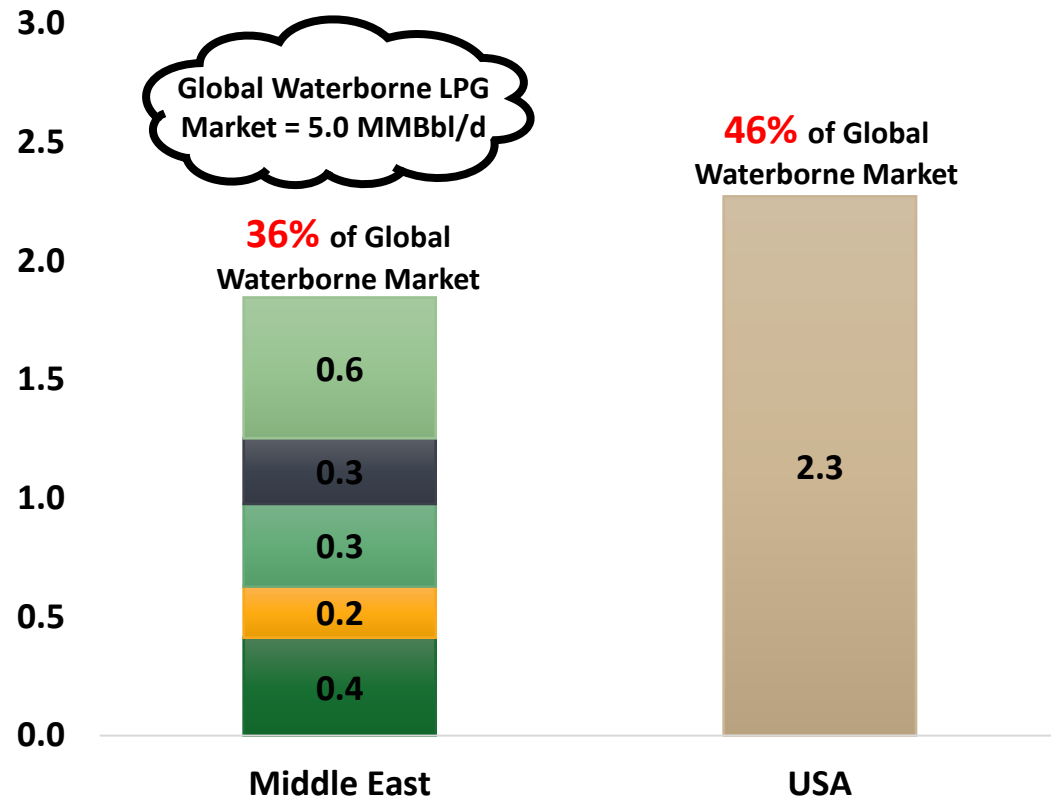 3.0
Global Waterborne LPG
Market = 5.0 MMBbl/d
2.5
46% of Global
Waterborne Market
36% of Global
Waterborne Market
2.0
1.5
1.0
0.5
0.0
0.6
0.3
0.3
0.2
0.4
2.3
Middle East
USA